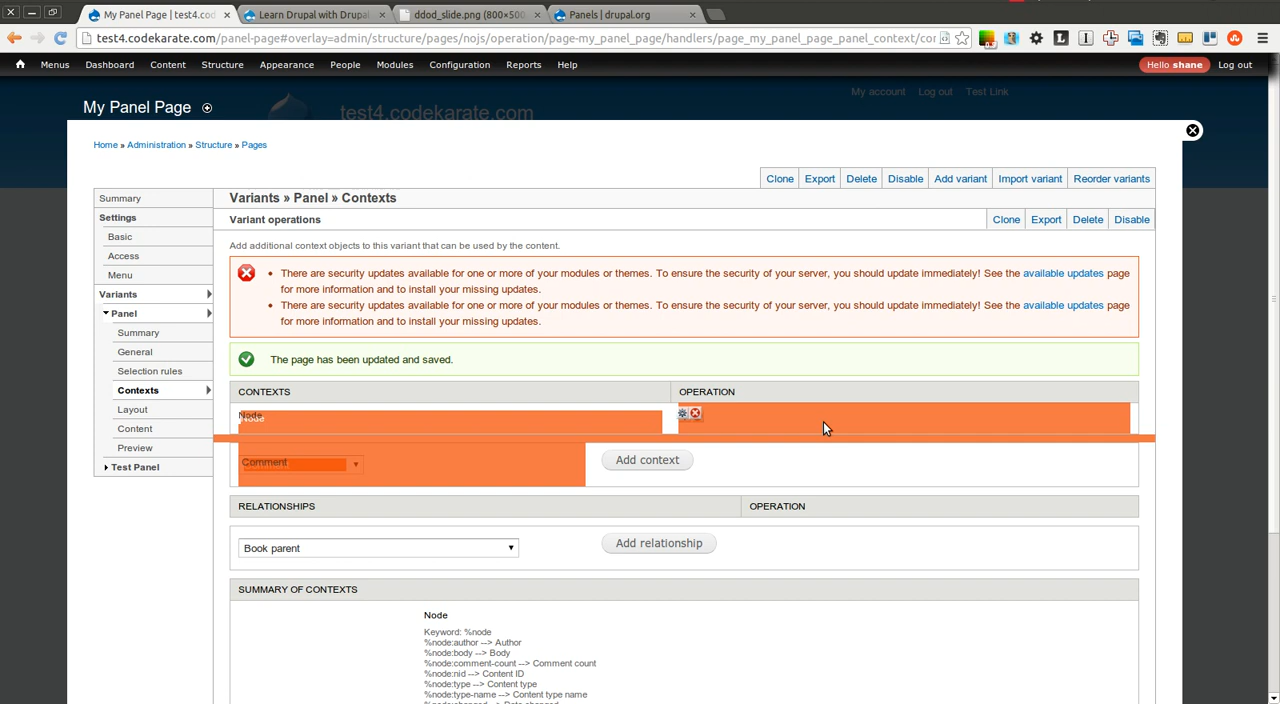 My Panel Page | test4.cod
Learn Drupal with Drupal
ddod_slide.png (800×500
Panels | drupal.org
test4.codekarate.com/panel-page#overlay=admin/structure/pages/nojs/operation/page-my_panel_page/handlers/page_my_panel_page_panel_context/cor
Menus Dashboard Content Structure Appearance People Modules Configuration Reports Help Hello shane Log out
My account Log out Test Link
My Panel Page
test4.codekarate.com
Home » Administration » Structure » Pages
Clone Export Delete Disable Add variant Import variant Reorder variants
Summary
Settings
Basic
Access
Menu
Variants
Panel
Summary
General
Selection rules
Contexts
Layout
Content
Preview
Test Panel
Variants » Panel » Contexts
Variant operations
Clone Export Delete Disable
Add additional context objects to this variant that can be used by the content.
There are security updates available for one or more of your modules or themes. To ensure the security of your server, you should update immediately! See the available updates page
for more information and to install your missing updates.
There are security updates available for one or more of your modules or themes. To ensure the security of your server, you should update immediately! See the available updates page
for more information and to install your missing updates.
The page has been updated and saved.
CONTEXTS OPERATION
Node
Node
Comment
Add context
RELATIONSHIPS OPERATION
Book parent
Add relationship
SUMMARY OF CONTEXTS
Node
Keyword: %node
%node:author --> Author
%node:body --> Body
%node:comment-count --> Comment count
%node:nid --> Content ID
%node:type --> Content type
%node:type-name --> Content type name
%node:changed --> Date changed